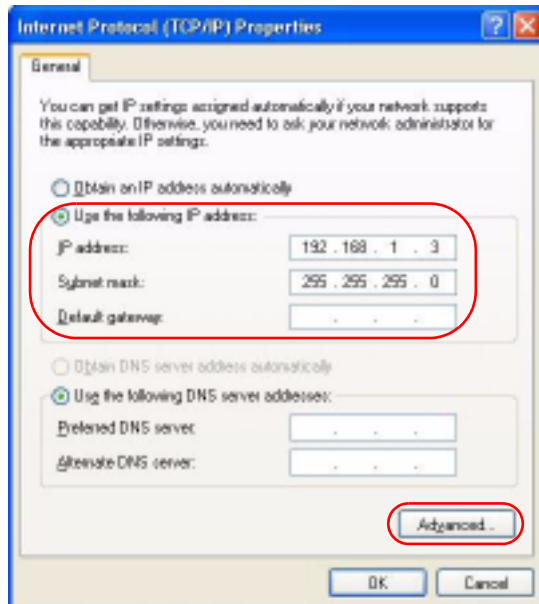 Internet Protocol (TCP/IP) Properties
General
You can get IP settings assigned automatically if your network supports
this capability. Otherwise, you need to ask your network administrator for
the appropriate IP settings.
Obtain an IP address automatically
Use the following IP address:
IP address: 192 . 168 . 1 . 3
Subnet mask: 255 . 255 . 255 . 0
Default gateway: . . .
Obtain DNS server address automatically
Use the following DNS server addresses:
Preferred DNS server: . . .
Alternate DNS server: . . .
Advanced...
OK Cancel